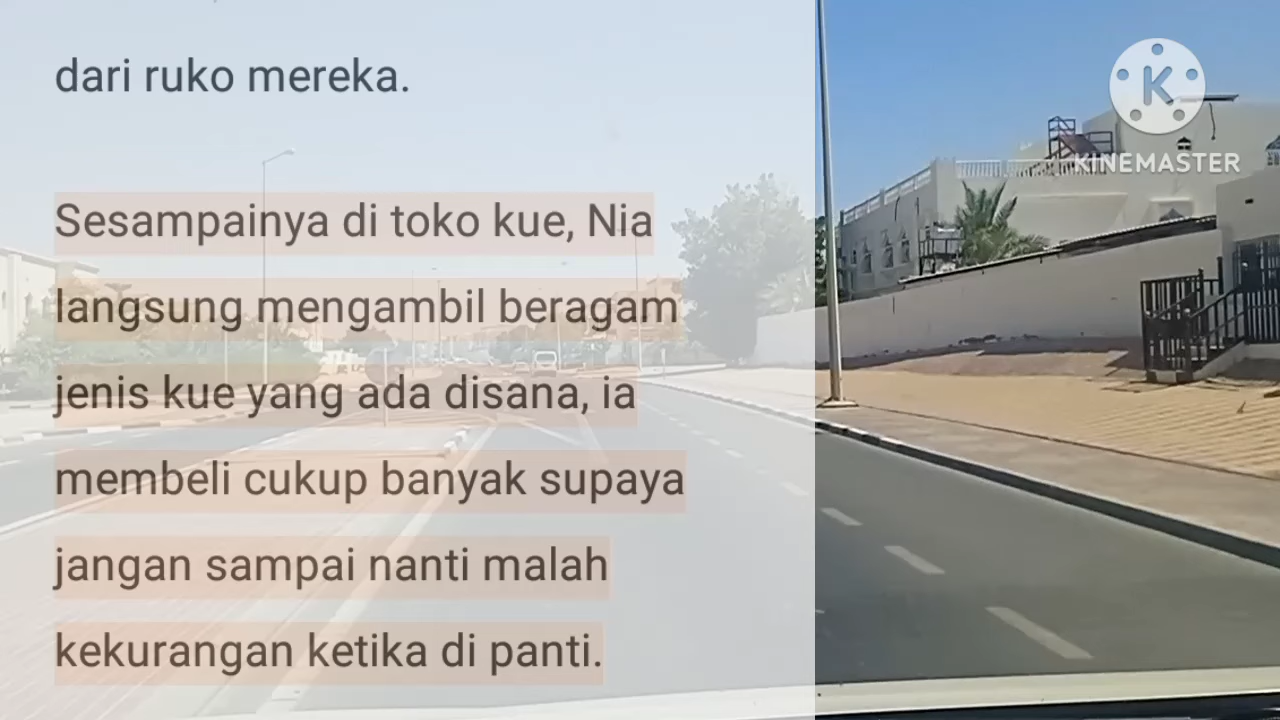 dari ruko mereka.
Sesampainya di toko kue, Nia
langsung mengambil beragam
jenis kue yang ada disana, ia
membeli cukup banyak supaya
jangan sampai nanti malah
kekurangan ketika di panti.
K
KINEMASTER